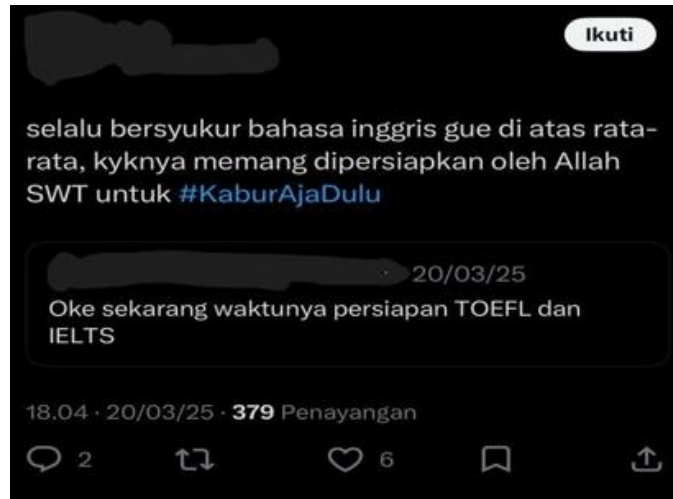 Ikuti
selalu bersyukur bahasa inggris gue di atas rata-
rata, kyknya memang dipersiapkan oleh Allah
SWT untuk #KaburAjaDulu
20/03/25
Oke sekarang waktunya persiapan TOEFL dan
IELTS
18.04 · 20/03/25 · 379 Penayangan
2 6